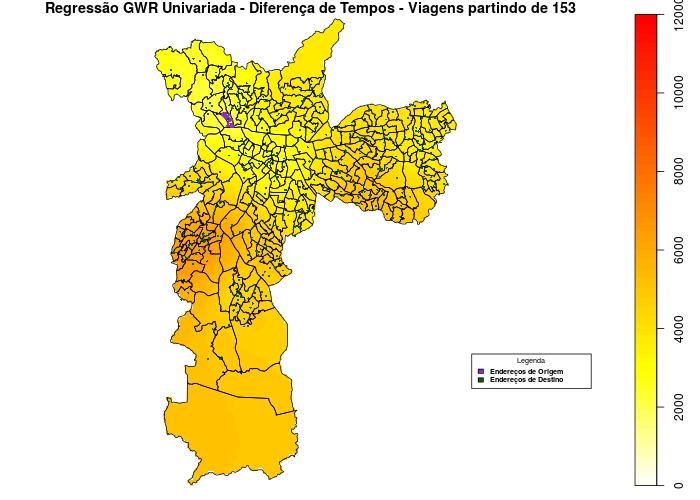 Regressão GWR Univariada - Diferença de Tempos - Viagens partindo de 153
12000
10000
8000
6000
4000
2000
0
Legenda
Endereços de Origem
Endereços de Destino